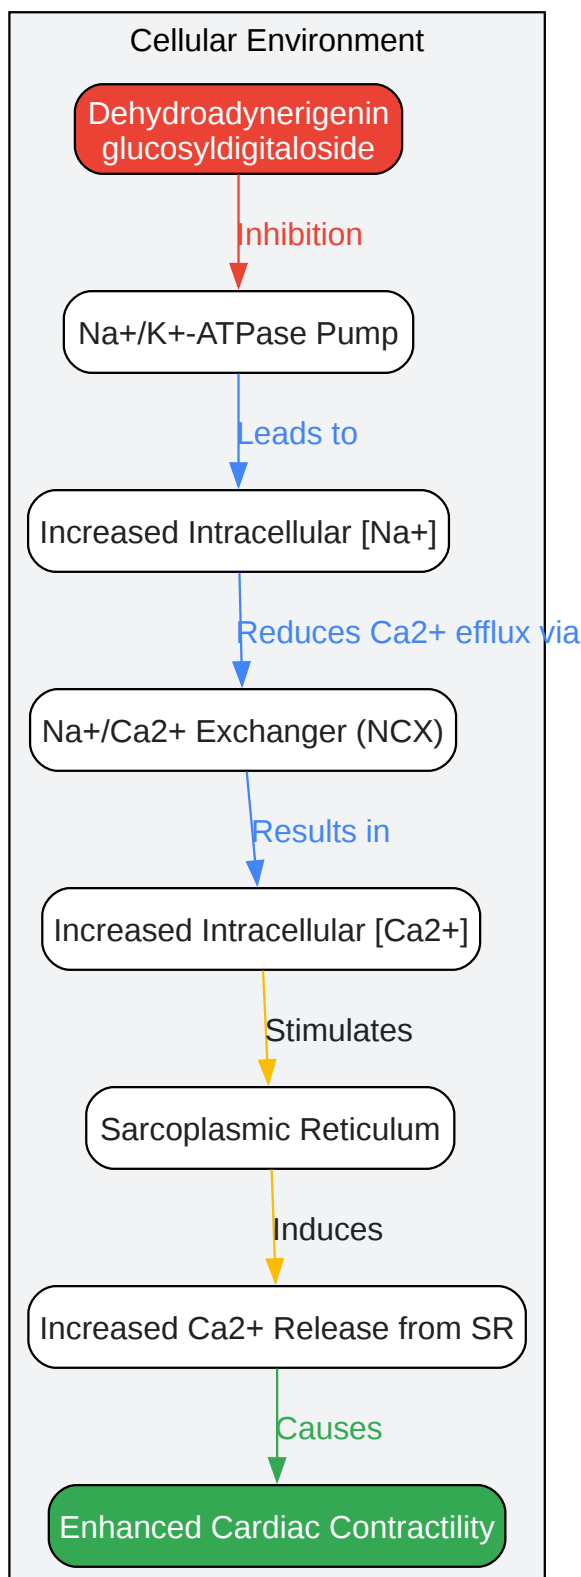 Cellular Environment
Dehydroadynerigenin
glucosyldigitaloside
Inhibition
Na+/K+-ATPase Pump
Leads to
Increased Intracellular [Na+]
Reduces Ca2+ efflux via
Na+/Ca2+ Exchanger (NCX)
Results in
Increased Intracellular [Ca2+]
Stimulates
Sarcoplasmic Reticulum
Induces
Increased Ca2+ Release from SR
Causes
Enhanced Cardiac Contractility